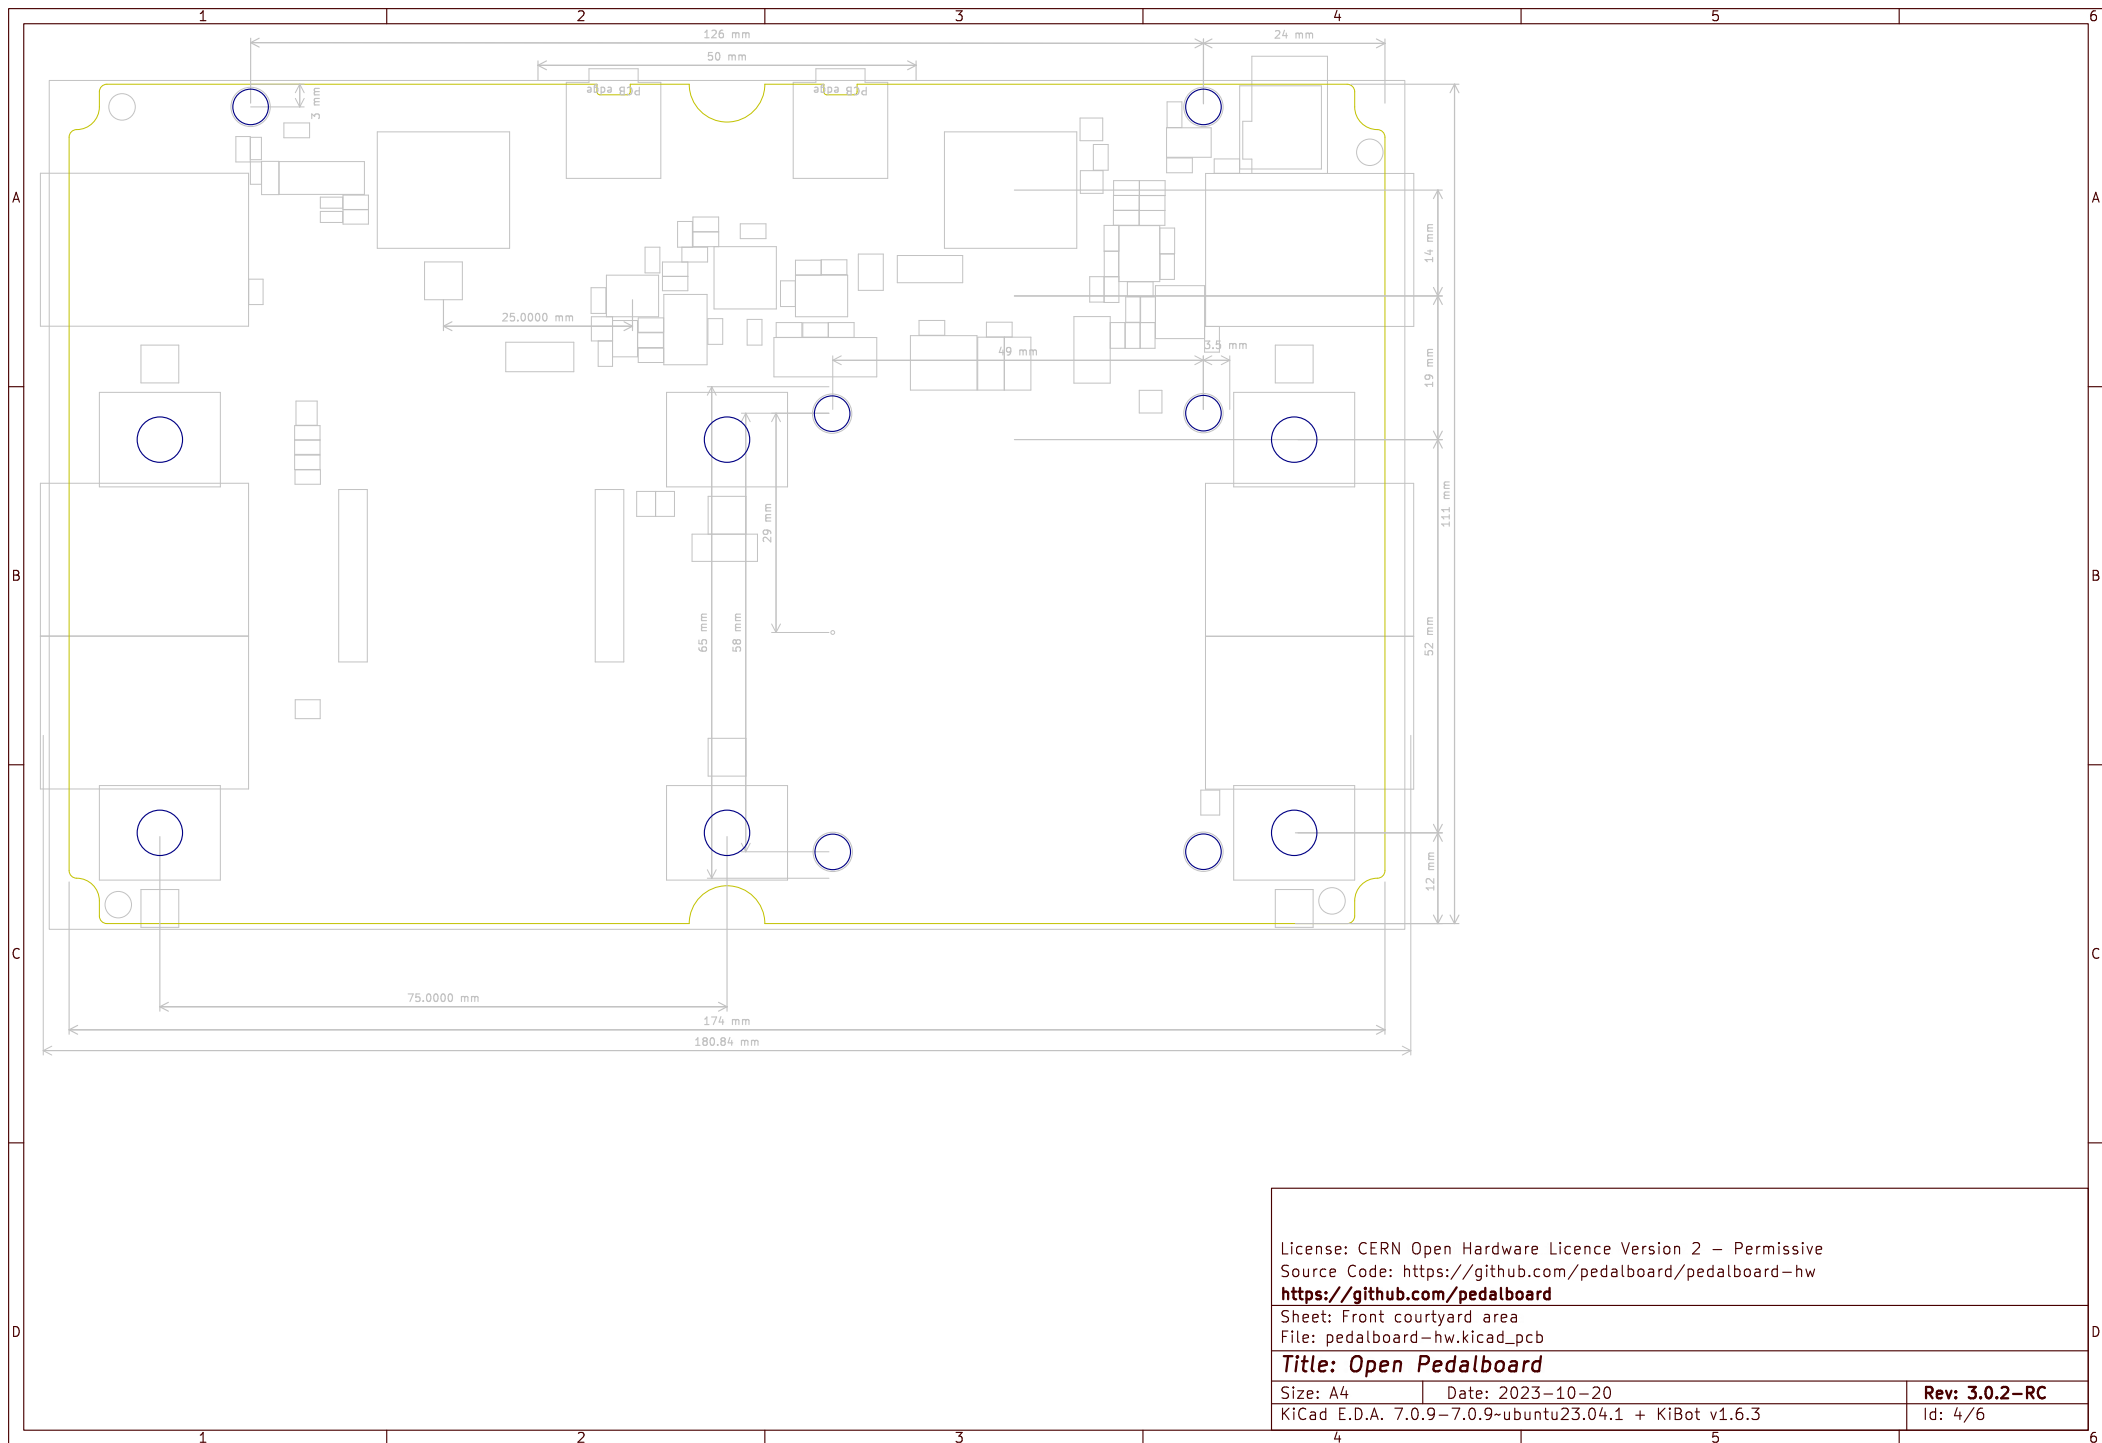 1 2 3 4 5 6
126 mm 24 mm
50 mm
PCB edge PCB edge
3 mm
A A
14 mm
25.0000 mm
49 mm 3.5 mm
19 mm
111 mm
29 mm
B B
65 mm 58 mm 52 mm
12 mm
C C
75.0000 mm
174 mm
180.84 mm
License: CERN Open Hardware Licence Version 2 - Permissive
Source Code: https://github.com/pedalboard/pedalboard-hw
https://github.com/pedalboard
Sheet: Front courtyard area
D D
File: pedalboard-hw.kicad_pcb
Title: Open Pedalboard
Size: A4 Date: 2023-10-20 Rev: 3.0.2-RC
KiCad E.D.A. 7.0.9-7.0.9~ubuntu23.04.1 + KiBot v1.6.3 Id: 4/6
1 2 3 4 5 6